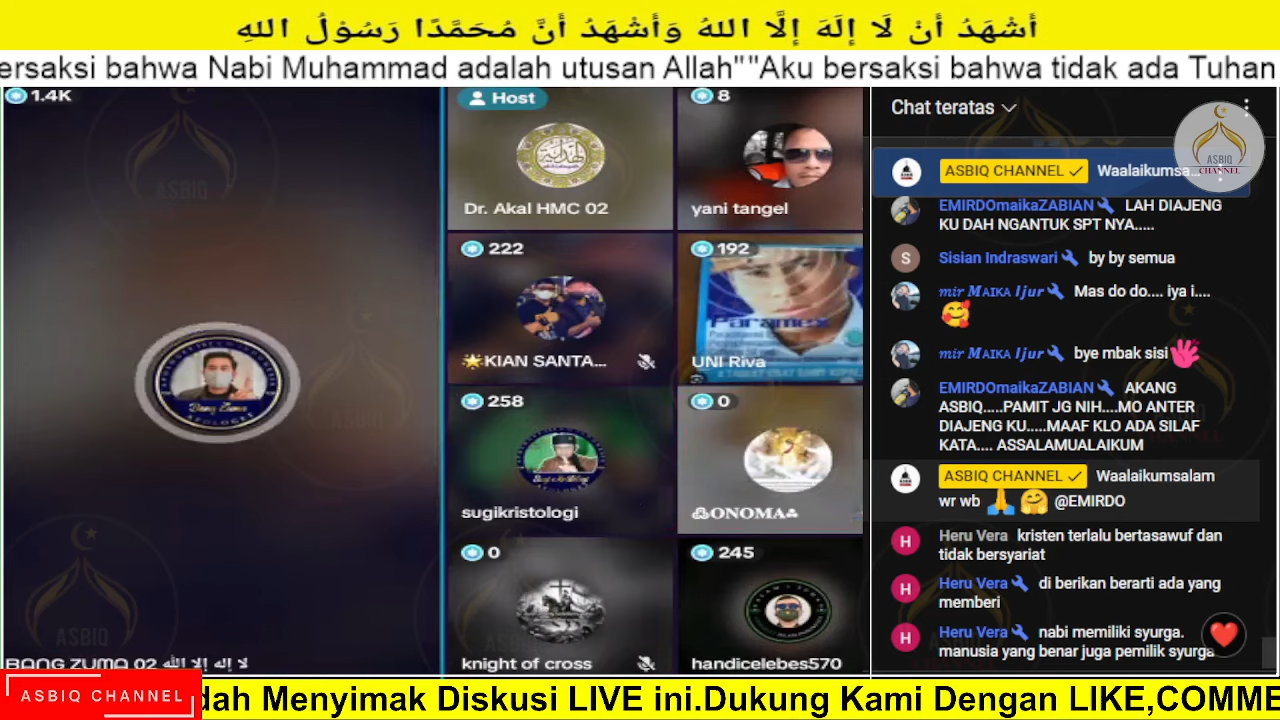 أَشْهَدُ أَنْ لَا إِلَهَ إِلَّا اللهُ وَأَشْهَدُ أَنَّ مُحَمَّدًا رَسُوْلُ اللهِ
ersaksi bahwa Nabi Muhammad adalah utusan Allah""Aku bersaksi bahwa tidak ada Tuhan
1.4K
BANG ZUMA 02 لا إله إلا الله
Host
Dr. Akal HMC 02
8
yani tangel
222
🌟KIAN SANTA...
192
Paramex
UNI Riva
258
sugikristologi
0
ONOMA
0
knight of cross
245
handicelebes570
Chat teratas
ASBIQ
CHANNEL
ASBIQ CHANNEL Waalaikumsa...
EMIRDOmaikaZABIAN LAH DIAJENG
KU DAH NGANTUK SPT NYA.....
S
Sisian Indraswari by by semua
mir MAIKA Ijur Mas do do.... iya i....
🥰
mir MAIKA Ijur bye mbak sisi
EMIRDOmaikaZABIAN AKANG
ASBIQ.....PAMIT JG NIH....MO ANTER
DIAJENG KU.....MAAF KLO ADA SILAF
KATA.... ASSALAMUALAIKUM
ASBIQ CHANNEL Waalaikumsalam
wr wb 🙏 🤗 @EMIRDO
H
Heru Vera kristen terlalu bertasawuf dan
tidak bersyariat
H
Heru Vera di berikan berarti ada yang
memberi
H
Heru Vera nabi memiliki syurga.
manusia yang benar juga pemilik syurga
ASBIQ CHANNEL
dah Menyimak Diskusi LIVE ini.Dukung Kami Dengan LIKE,COMME